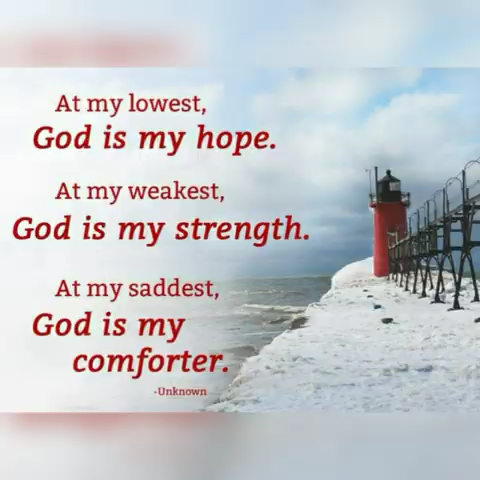 At my lowest,
God is my hope.
At my weakest,
God is my strength.
At my saddest,
God is my
comforter.
-Unknown